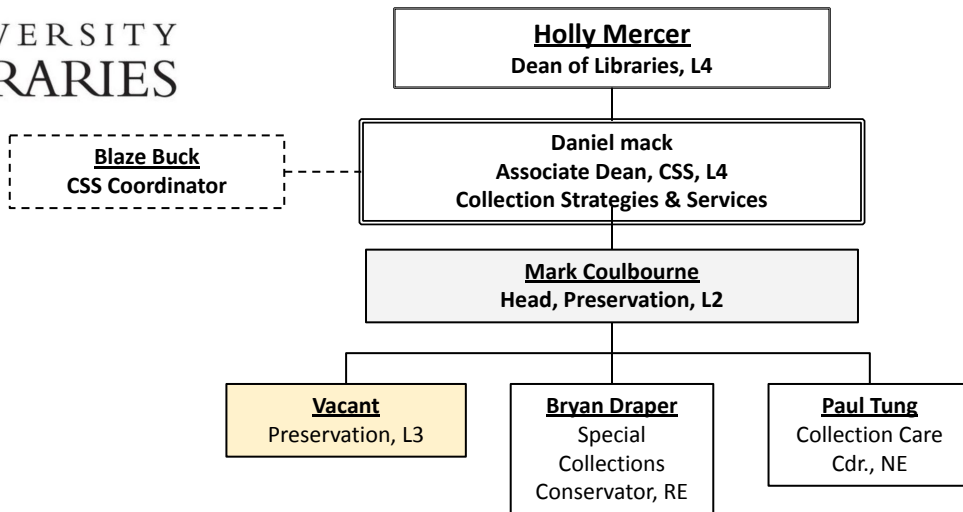 Holly Mercer
Dean of Libraries, L4
Blaze Buck
CSS Coordinator
Daniel mack
Associate Dean, CSS, L4
Collection Strategies & Services
Mark Coulbourne
Head, Preservation, L2
Vacant
Preservation, L3
Bryan Draper
Special
Collections
Conservator, RE
Paul Tung
Collection Care
Cdr., NE